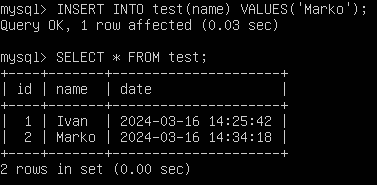 mysql> INSERT INTO test(name) VALUES('Marko');
Query OK, 1 row affected (0.03 sec)

mysql> SELECT * FROM test;
+----+-------+---------------------+
| id | name  | date                |
+----+-------+---------------------+
|  1 | Ivan  | 2024-03-16 14:25:42 |
|  2 | Marko | 2024-03-16 14:34:18 |
+----+-------+---------------------+
2 rows in set (0.00 sec)